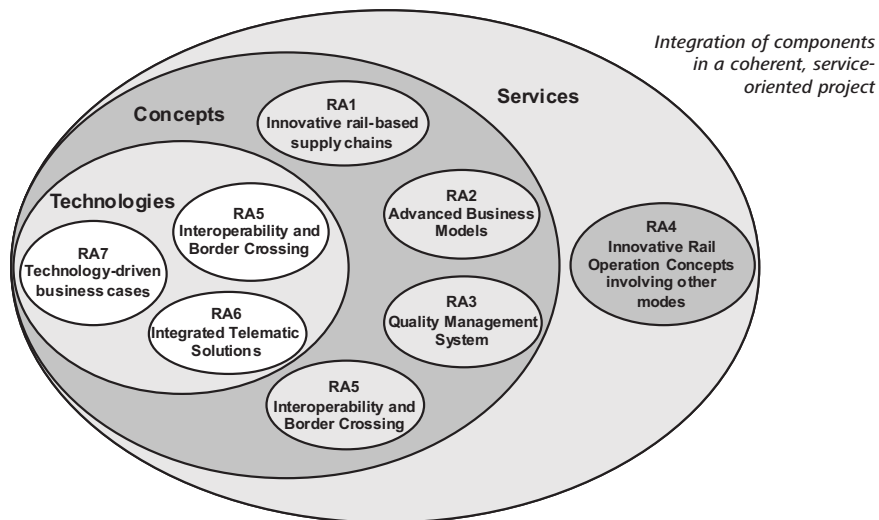 Integration of components
in a coherent, service-
oriented project
Services
Concepts
RA1
Innovative rail-based
supply chains
Technologies
RA5
Interoperability and
Border Crossing
RA2
Advanced Business
Models
RA4
Innovative Rail
Operation Concepts
involving other
modes
RA7
Technology-driven
business cases
RA6
Integrated Telematic
Solutions
RA3
Quality Management
System
RA5
Interoperability and
Border Crossing